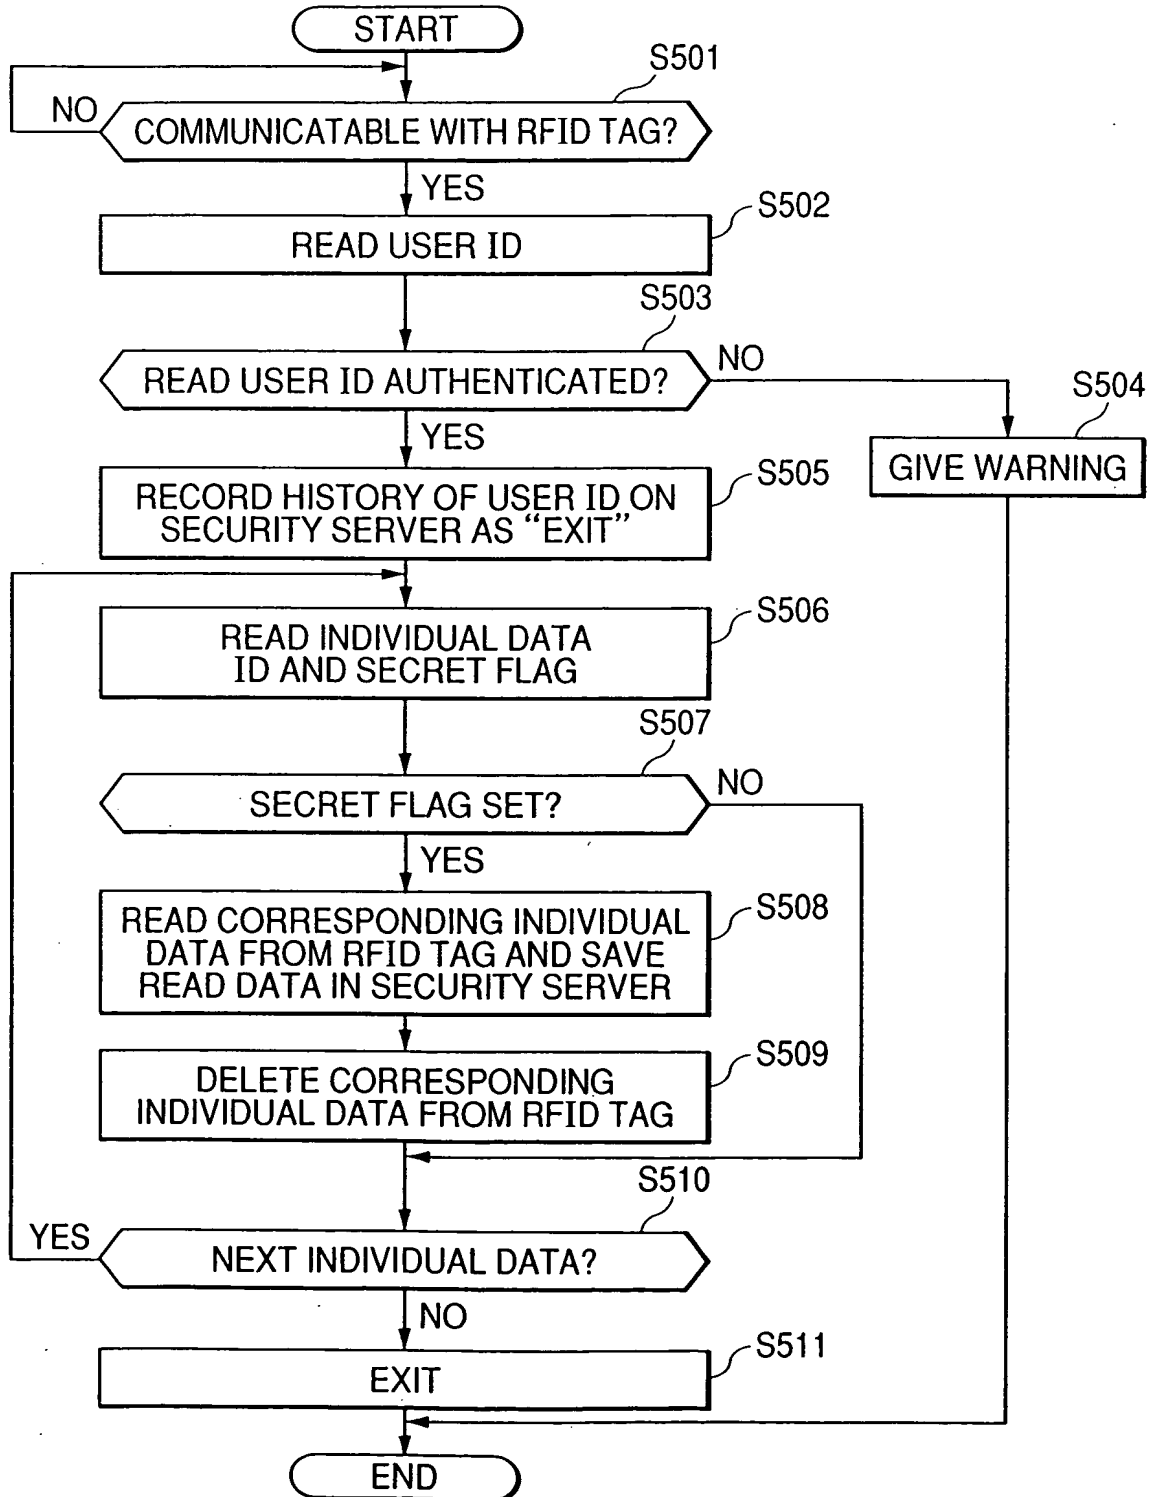 START
S501
NO
COMMUNICATABLE WITH RFID TAG?
YES
S502
READ USER ID
S503
READ USER ID AUTHENTICATED?
NO
S504
YES
GIVE WARNING
S505
RECORD HISTORY OF USER ID ON
SECURITY SERVER AS “EXIT”
S506
READ INDIVIDUAL DATA
ID AND SECRET FLAG
S507
SECRET FLAG SET?
NO
YES
S508
READ CORRESPONDING INDIVIDUAL
DATA FROM RFID TAG AND SAVE
READ DATA IN SECURITY SERVER
S509
DELETE CORRESPONDING
INDIVIDUAL DATA FROM RFID TAG
S510
YES
NEXT INDIVIDUAL DATA?
NO
S511
EXIT
END